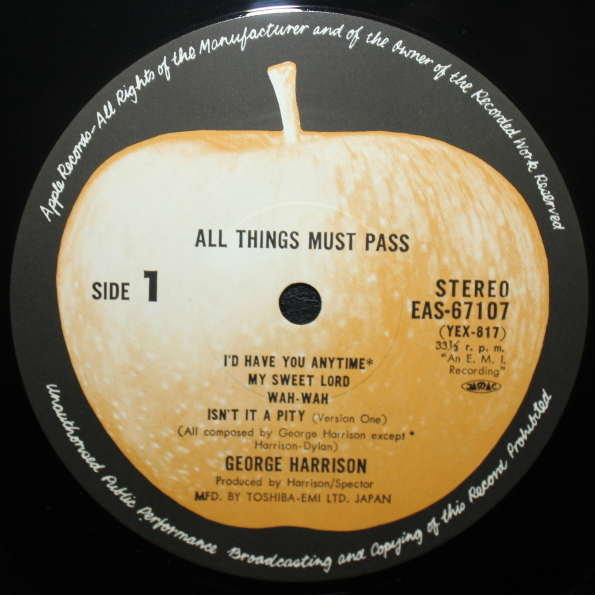 Apple Records-All Rights of the Manufacturer and of the Owner of the Recorded Work Reserved
ALL THINGS MUST PASS
SIDE 1
STEREO
EAS-67107
(YEX-817)
33⅓ r. p. m.
"An E. M. I.
Recording"
JASRAC
I'D HAVE YOU ANYTIME*
MY SWEET LORD
WAH-WAH
ISN'T IT A PITY (Version One)
(All composed by George Harrison except *
Harrison-Dylan)
GEORGE HARRISON
Produced by Harrison/Spector
MFD. BY TOSHIBA-EMI LTD. JAPAN
Unauthorised Public Performance Broadcasting and Copying of this Record Prohibited